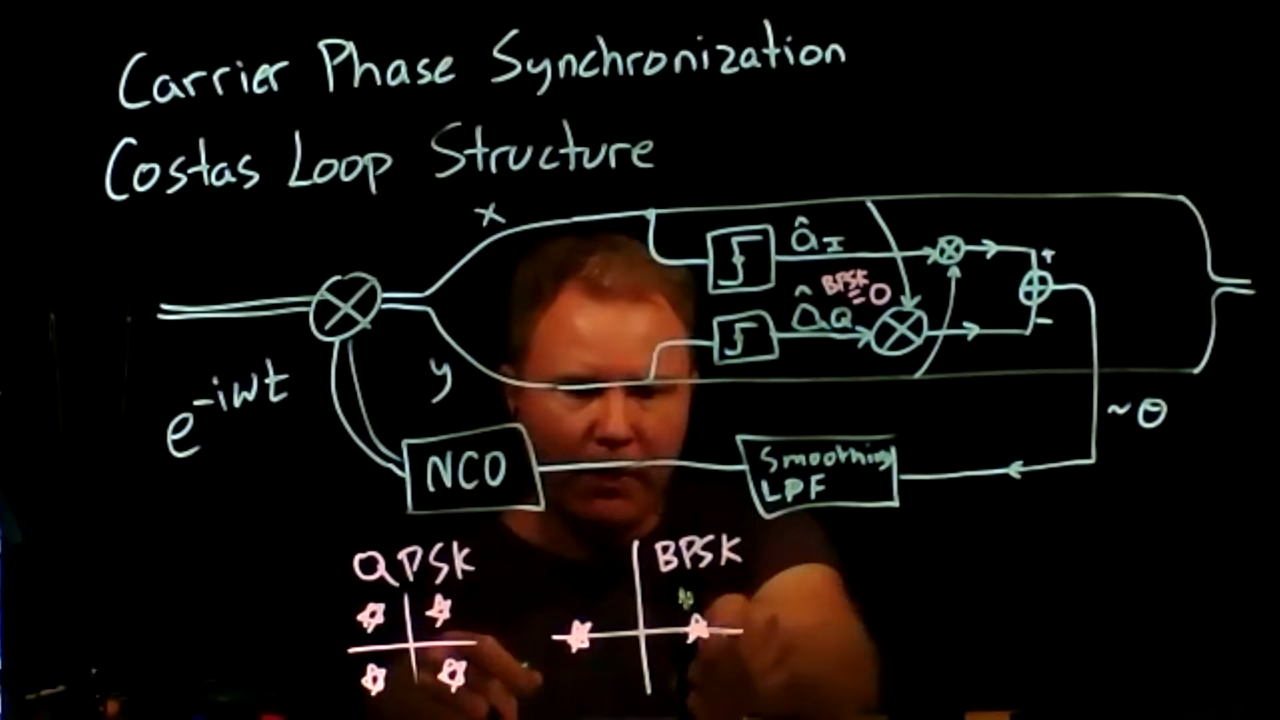 Carrier Phase Synchronization
Costas Loop Structure
x
âI
BPSK
=0
âQ
+
-
y
e^-iwt
~θ
NCO
Smoothing
LPF
QPSK
BPSK